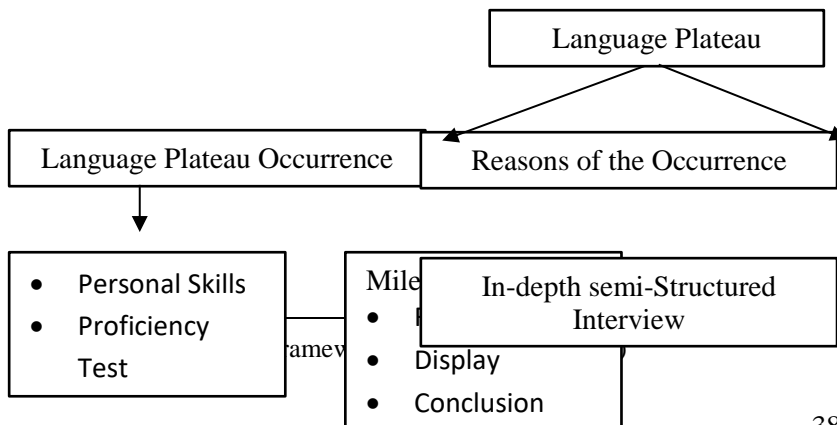 Language Plateau
Language Plateau Occurrence
Reasons of the Occurrence
• Personal Skills
• Proficiency
Test
• Display
• Conclusion
In-depth semi-Structured
Interview
38